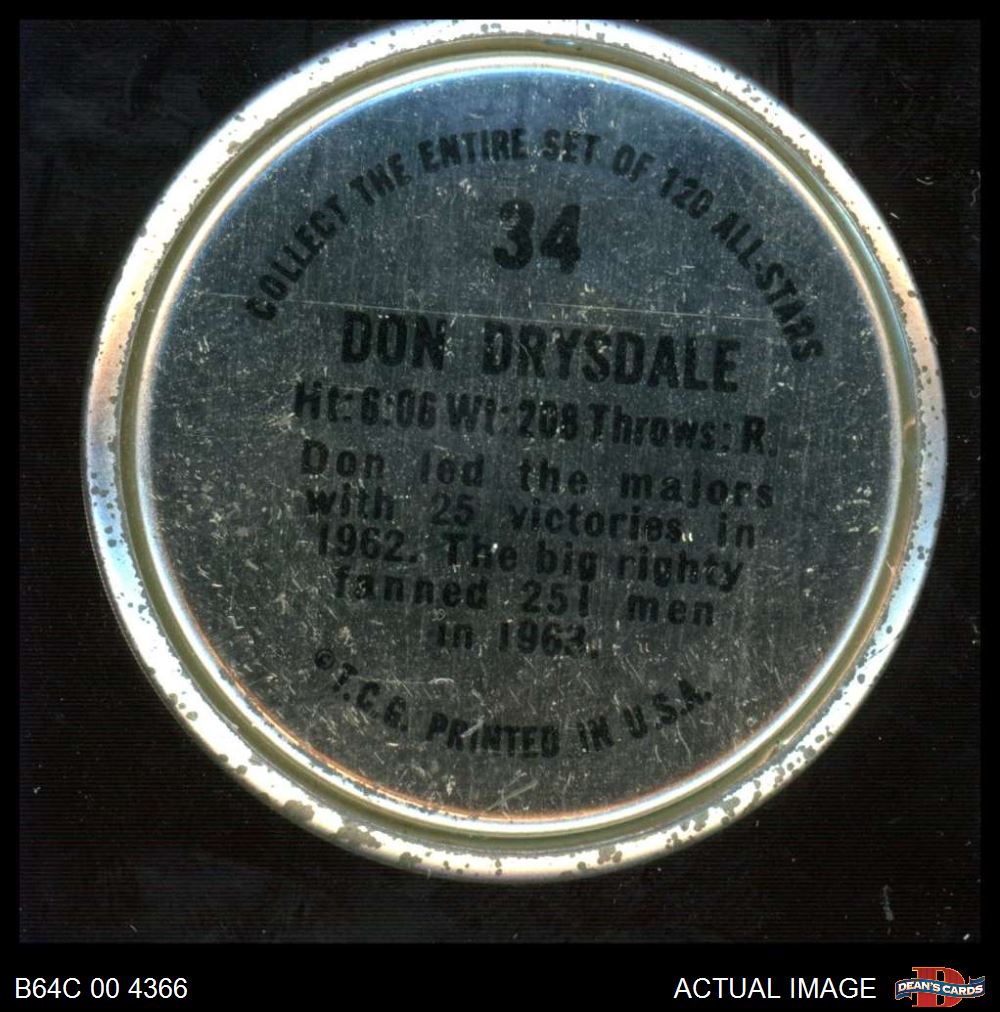 COLLECT THE ENTIRE SET OF 120 ALL-STARS
34
DON DRYSDALE
Ht: 6:06 Wt: 208 Throws: R.
Don led the majors
with 25 victories in
1962. The big righty
fanned 251 men
in 1963.
©T.C.G. PRINTED IN U.S.A.
B64C 00 4366
ACTUAL IMAGE
DEAN'S CARDS